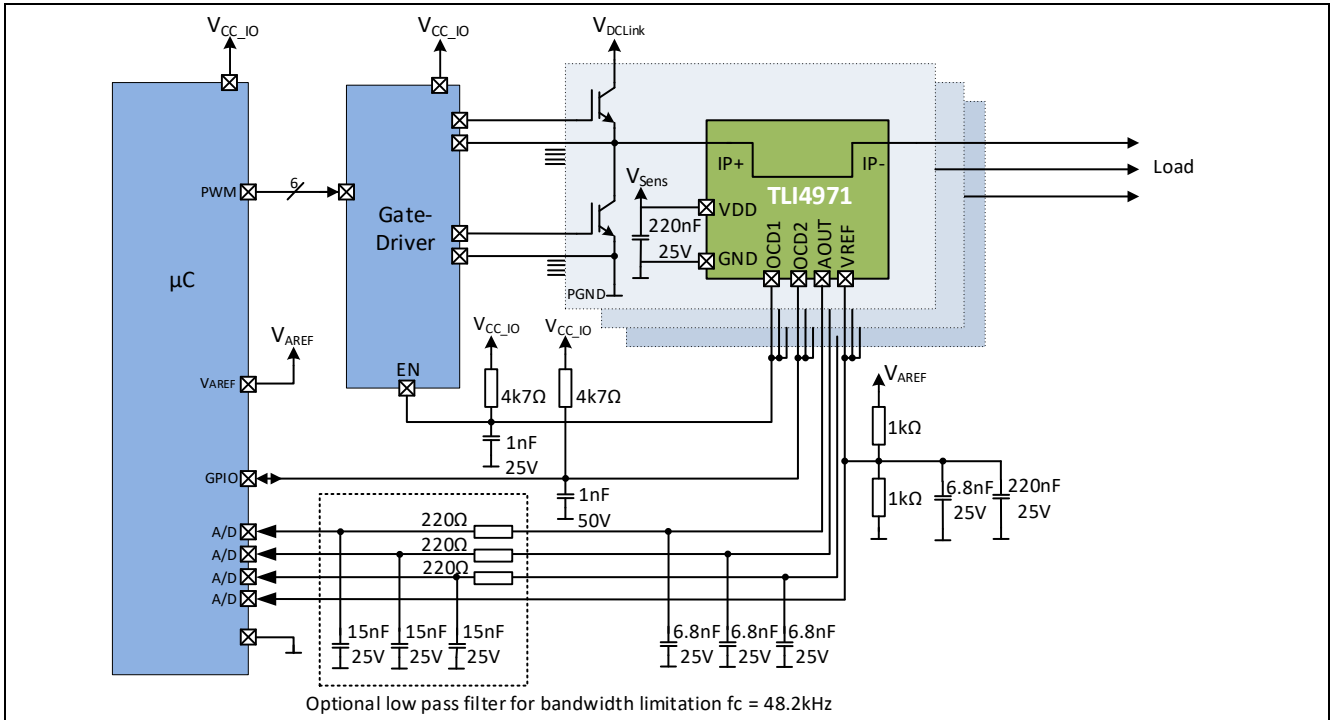 VCC_IO
VCC_IO
VDCLink
µC
PWM
6
Gate-
Driver
IP+
IP-
TLI4971
VSens
VDD
220nF
25V
GND
OCD1
OCD2
AOUT
VREF
PGND
Load
VAREF
VAREF
EN
VCC_IO
VCC_IO
4k7Ω
4k7Ω
1nF
25V
VAREF
1kΩ
1kΩ
6.8nF
25V
220nF
25V
GPIO
1nF
50V
A/D
A/D
A/D
A/D
220Ω
220Ω
220Ω
15nF
25V
15nF
25V
15nF
25V
6.8nF
25V
6.8nF
25V
6.8nF
25V
Optional low pass filter for bandwidth limitation fc = 48.2kHz